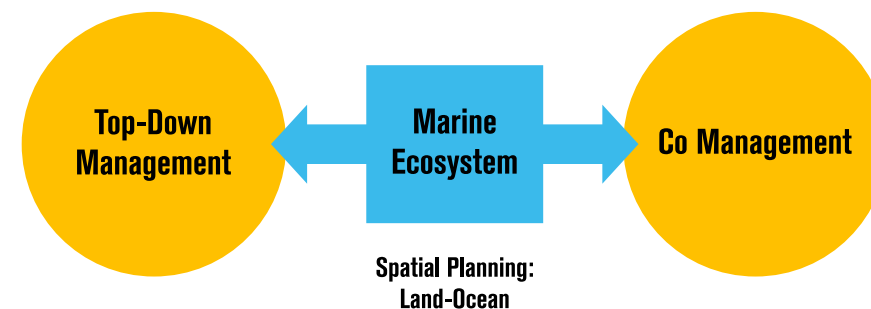 Top-Down
Management
Marine
Ecosystem
Co Management
Spatial Planning:
Land-Ocean